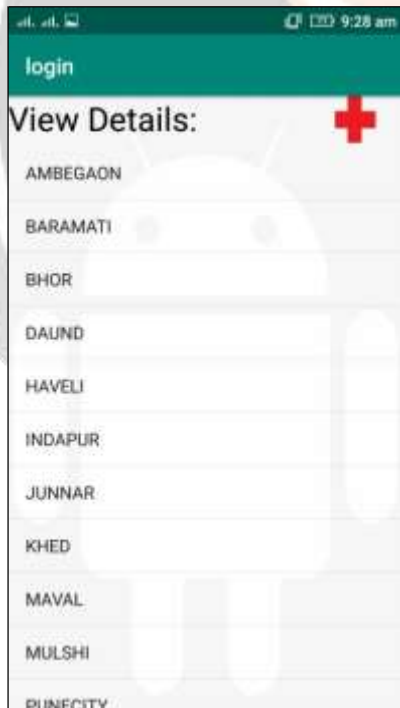 9:28 am
login
View Details:
AMBEGAON
BARAMATI
BHOR
DAUND
HAVELI
INDAPUR
JUNNAR
KHED
MAVAL
MULSHI
PUNECITY